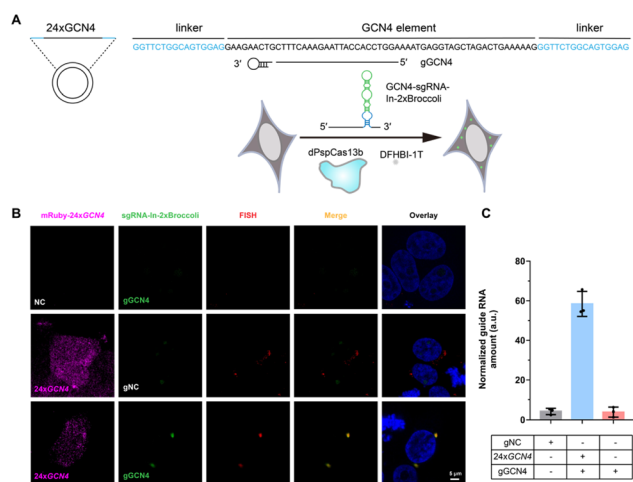 A
24xGCN4
linker
GCN4 element
linker
GGTTCTGGCAGTGGAGGAAGAACTGCTTTCAAAGAATTACCACCTGGAAAATGAGGTAGCTAGACTGAAAAAGGGTTCTGGCAGTGGAG
3′
5′
gGCN4
GCN4-sgRNA-
In-2xBroccoli
5′
3′
dPspCas13b
DFHBI-1T
B
mRuby-24xGCN4
sgRNA-In-2xBroccoli
FISH
Merge
Overlay
NC
gGCN4
24xGCN4
gNC
24xGCN4
gGCN4
5 μm
C
Normalized guide RNA
amount (a.u.)
80
60
40
20
0
gNC + - -
24xGCN4 - + -
gGCN4 - + +